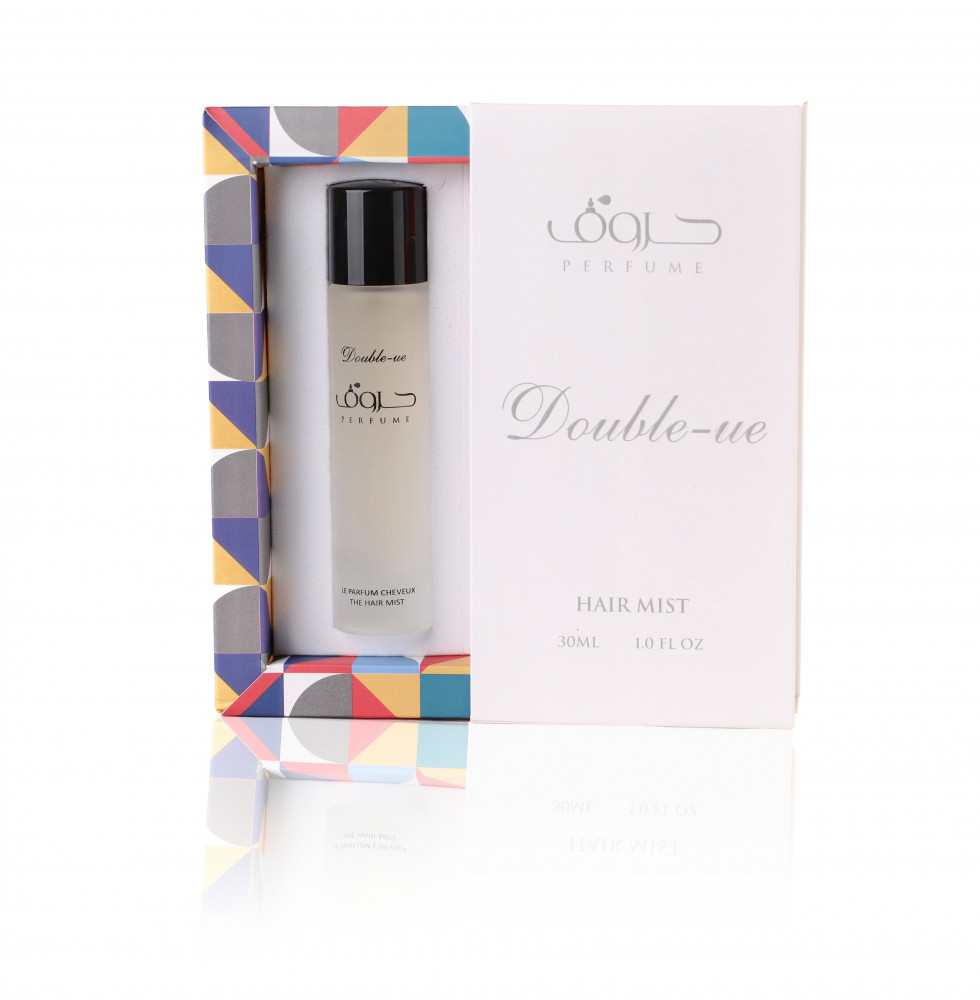 Double-ue
حروف
PERFUME
LE PARFUM CHEVEUX
THE HAIR MIST
حروف
PERFUME
Double-ue
HAIR MIST
30ML 1.0 FL OZ